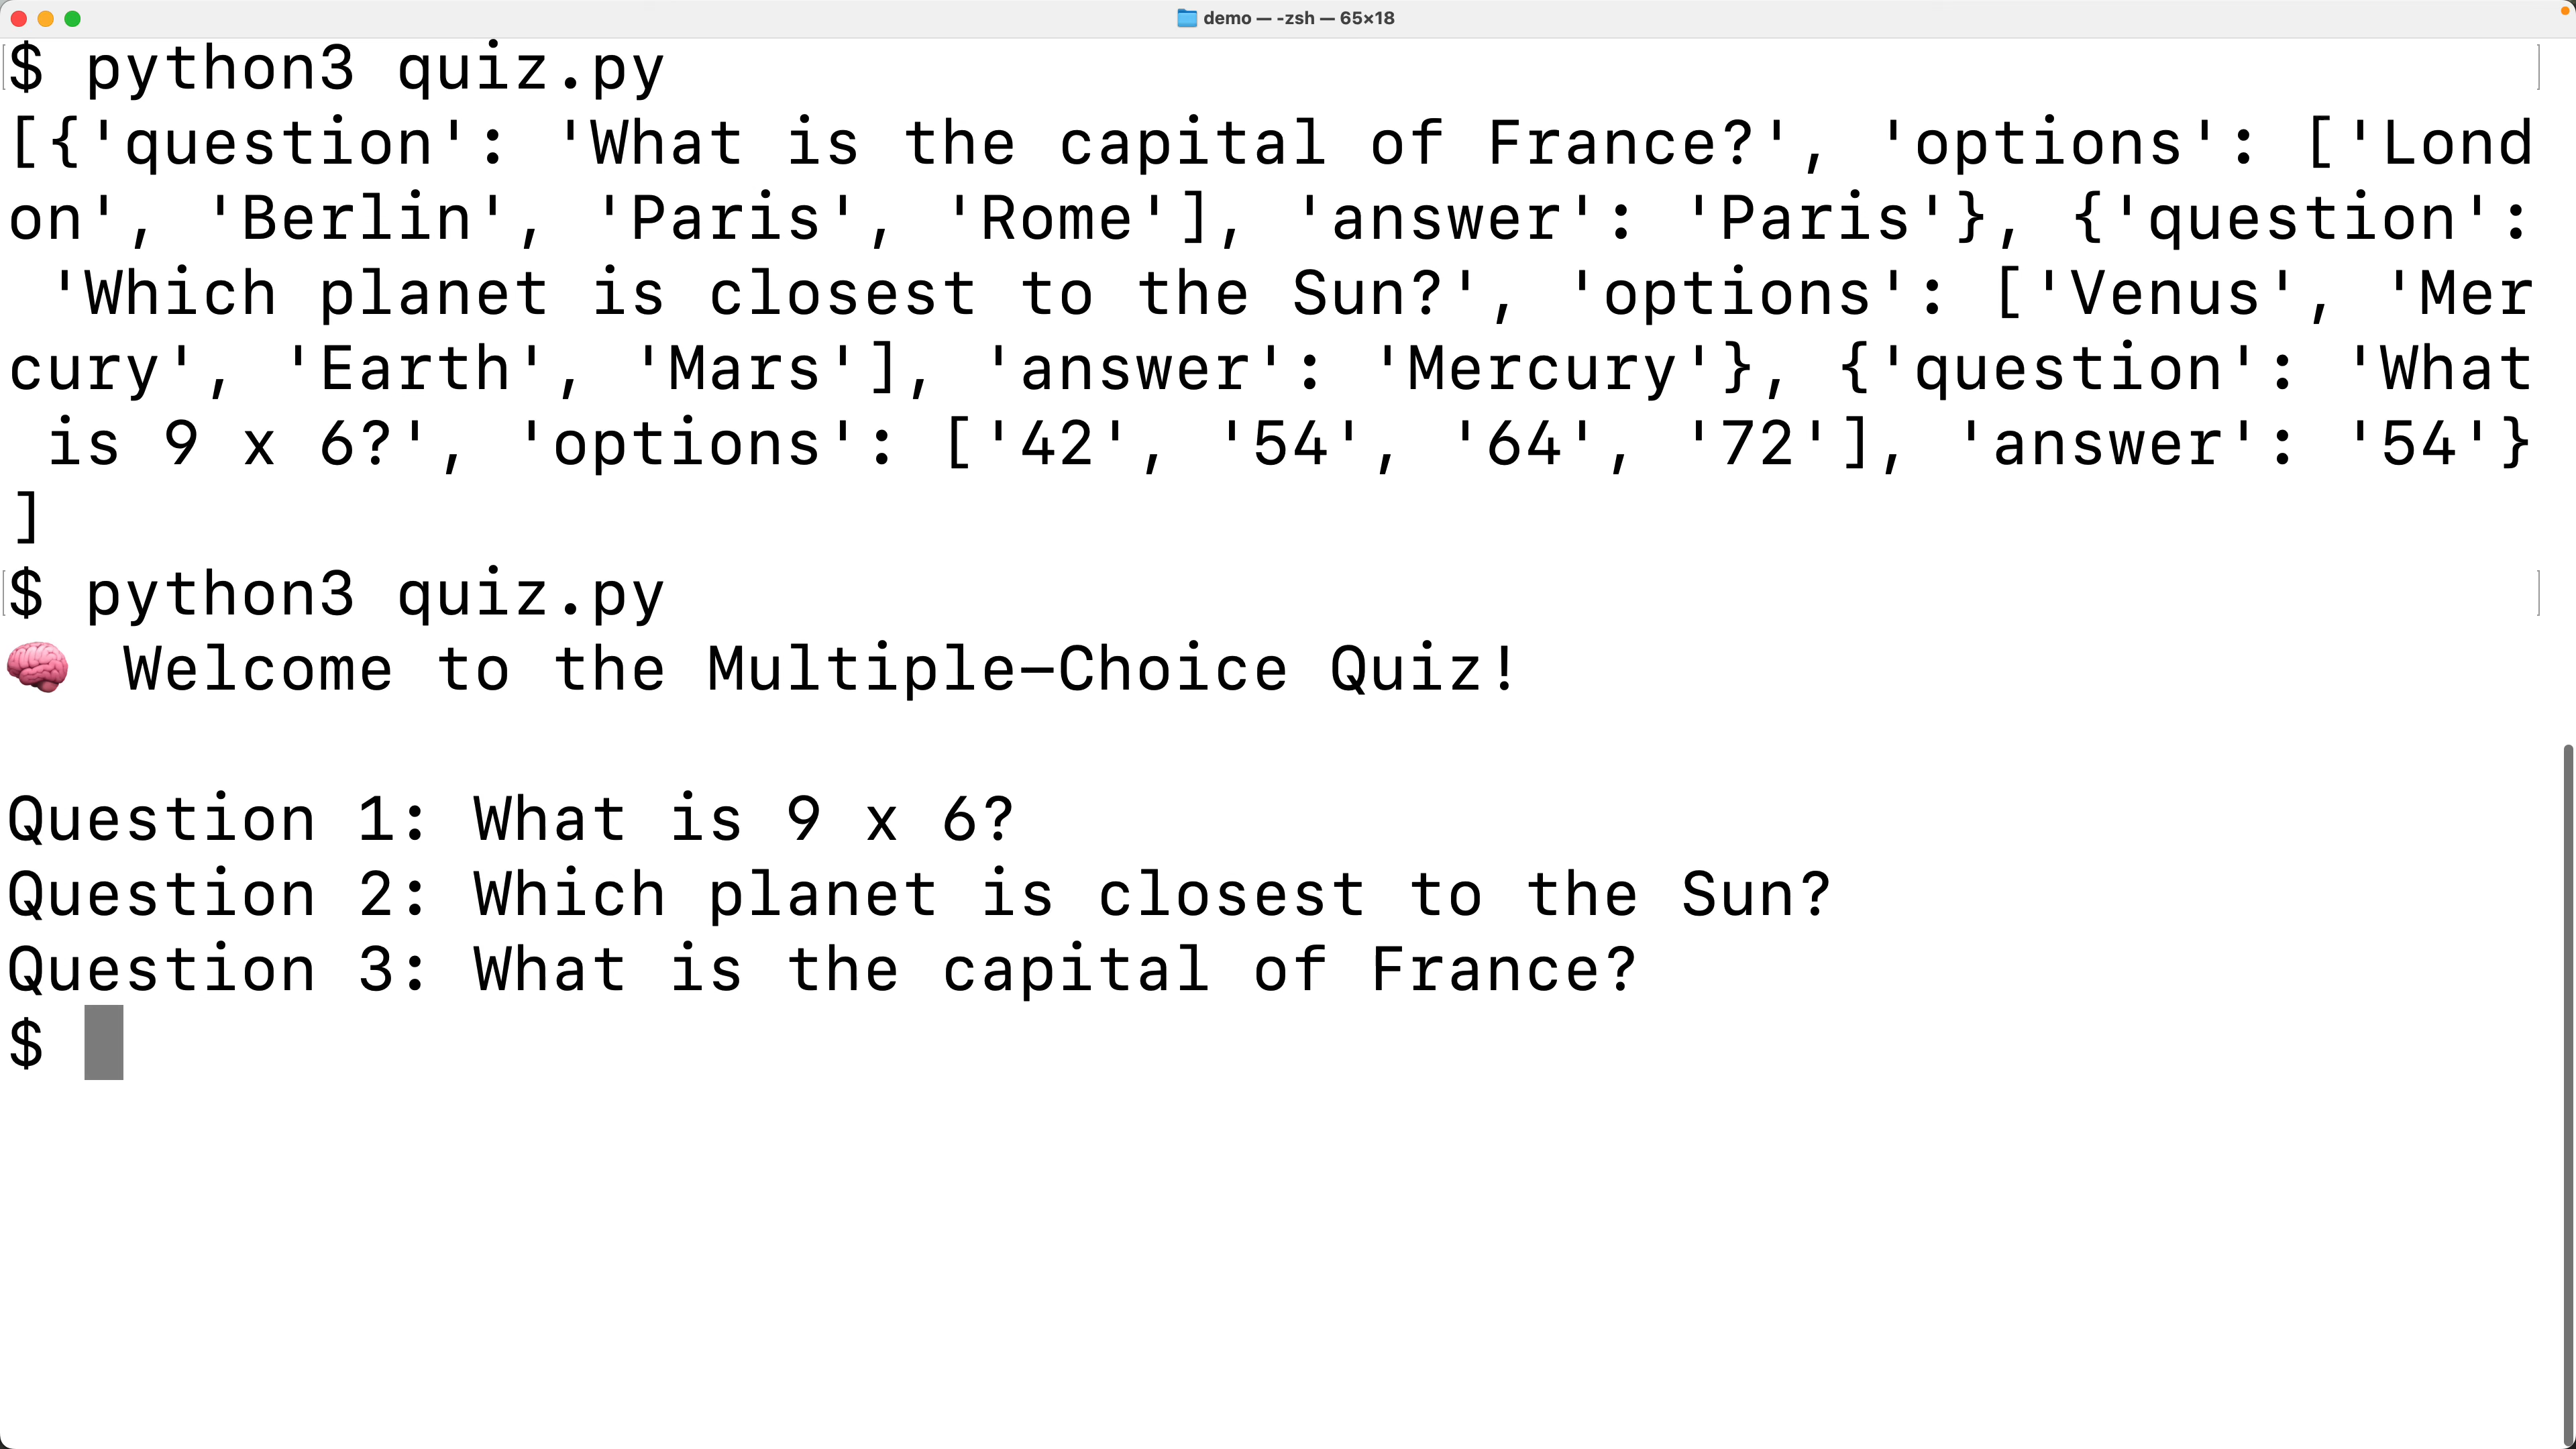 demo — -zsh — 65×18
$ python3 quiz.py
[{'question': 'What is the capital of France?', 'options': ['Lond
on', 'Berlin', 'Paris', 'Rome'], 'answer': 'Paris'}, {'question':
 'Which planet is closest to the Sun?', 'options': ['Venus', 'Mer
cury', 'Earth', 'Mars'], 'answer': 'Mercury'}, {'question': 'What
 is 9 x 6?', 'options': ['42', '54', '64', '72'], 'answer': '54'}
]
$ python3 quiz.py
🧠 Welcome to the Multiple-Choice Quiz!
Question 1: What is 9 x 6?
Question 2: Which planet is closest to the Sun?
Question 3: What is the capital of France?
$